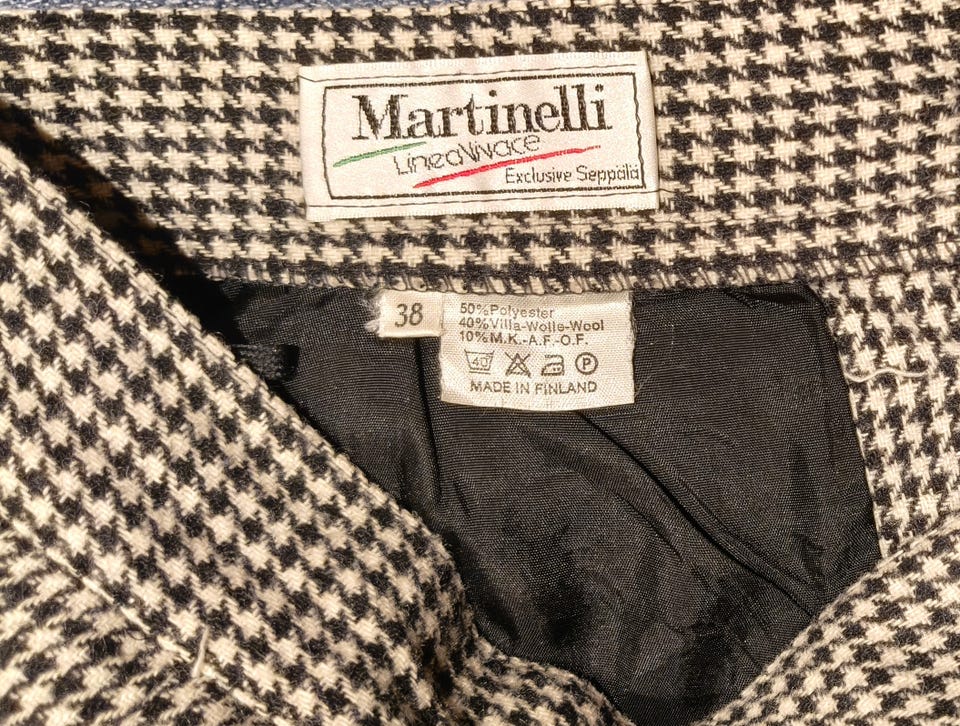 Martinelli
LineaVivace
Exclusive Seppälä
38
50%Polyester
40%Villa-Wolle-Wool
10%M.K.-A.F.-O.F.
40
P
MADE IN FINLAND